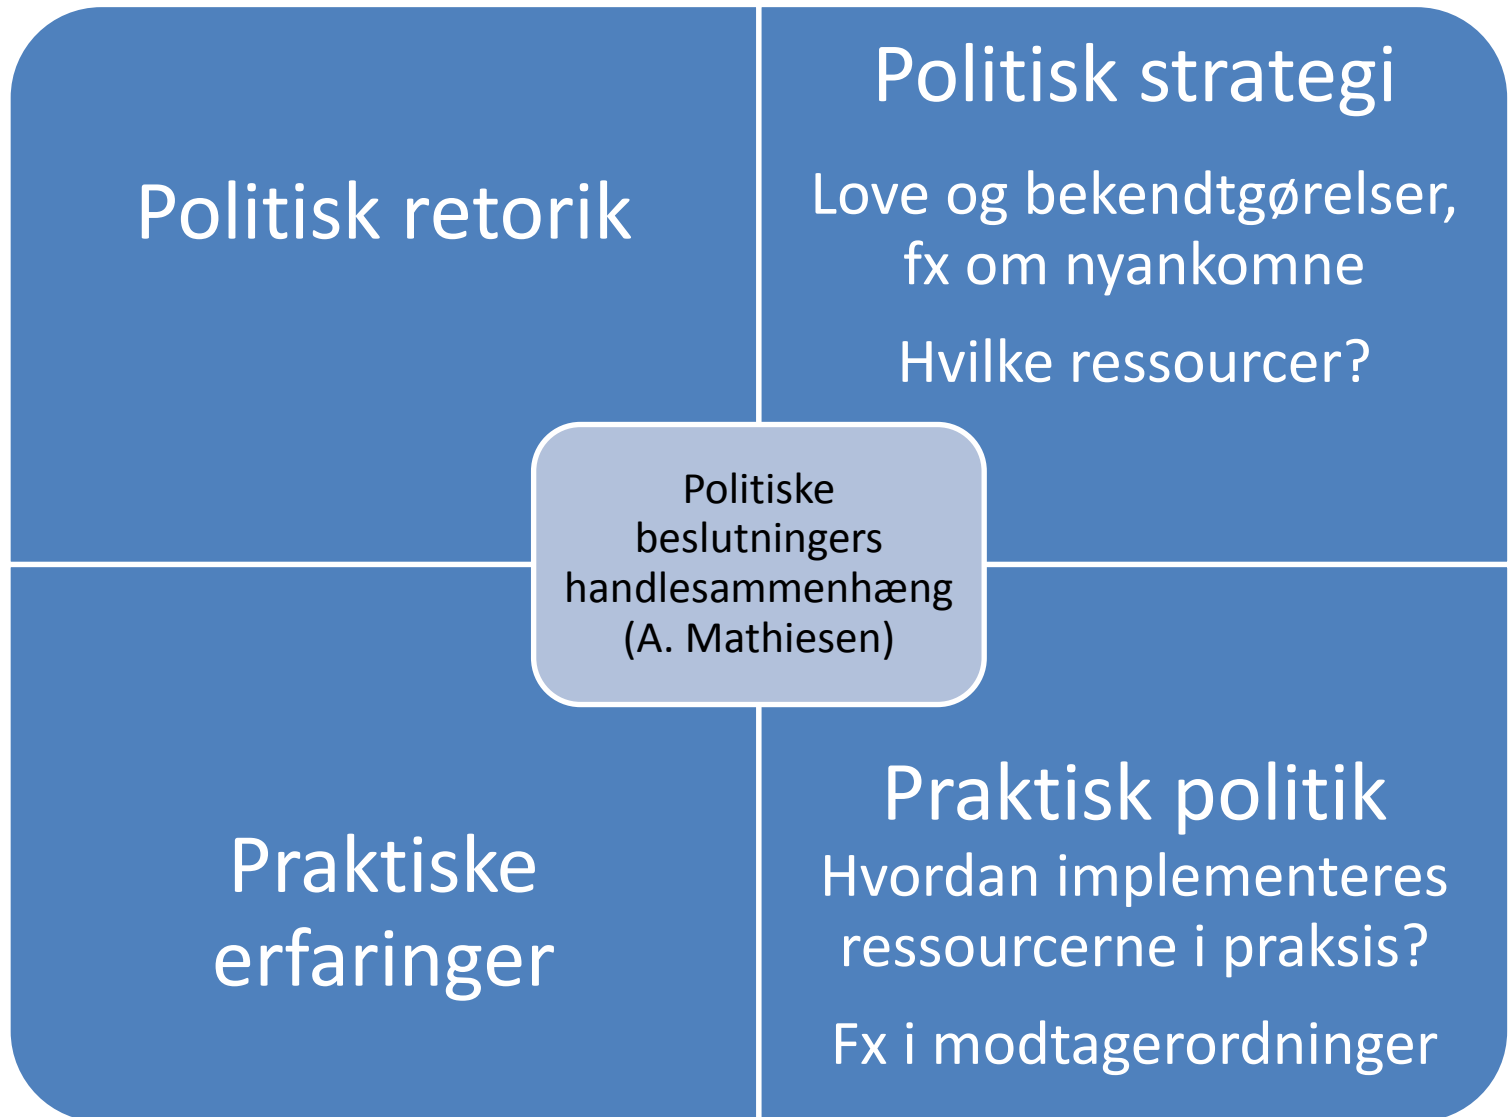 Politisk retorik
Politisk strategi
Love og bekendtgørelser,
fx om nyankomne
Hvilke ressourcer?
Politiske
beslutningers
handlesammenhæng
(A. Mathiesen)
Praktiske
erfaringer
Praktisk politik
Hvordan implementeres
ressourcerne i praksis?
Fx i modtagerordninger